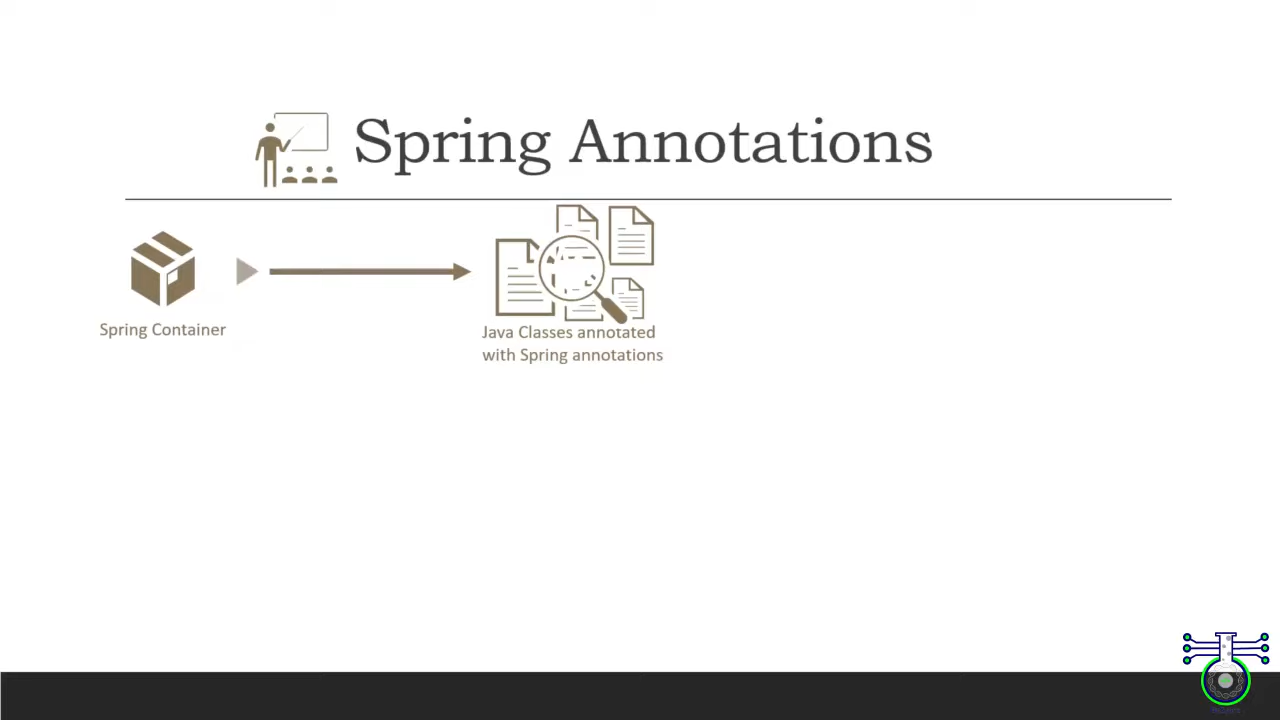 Spring Annotations
Spring Container
Java Classes annotated
with Spring annotations